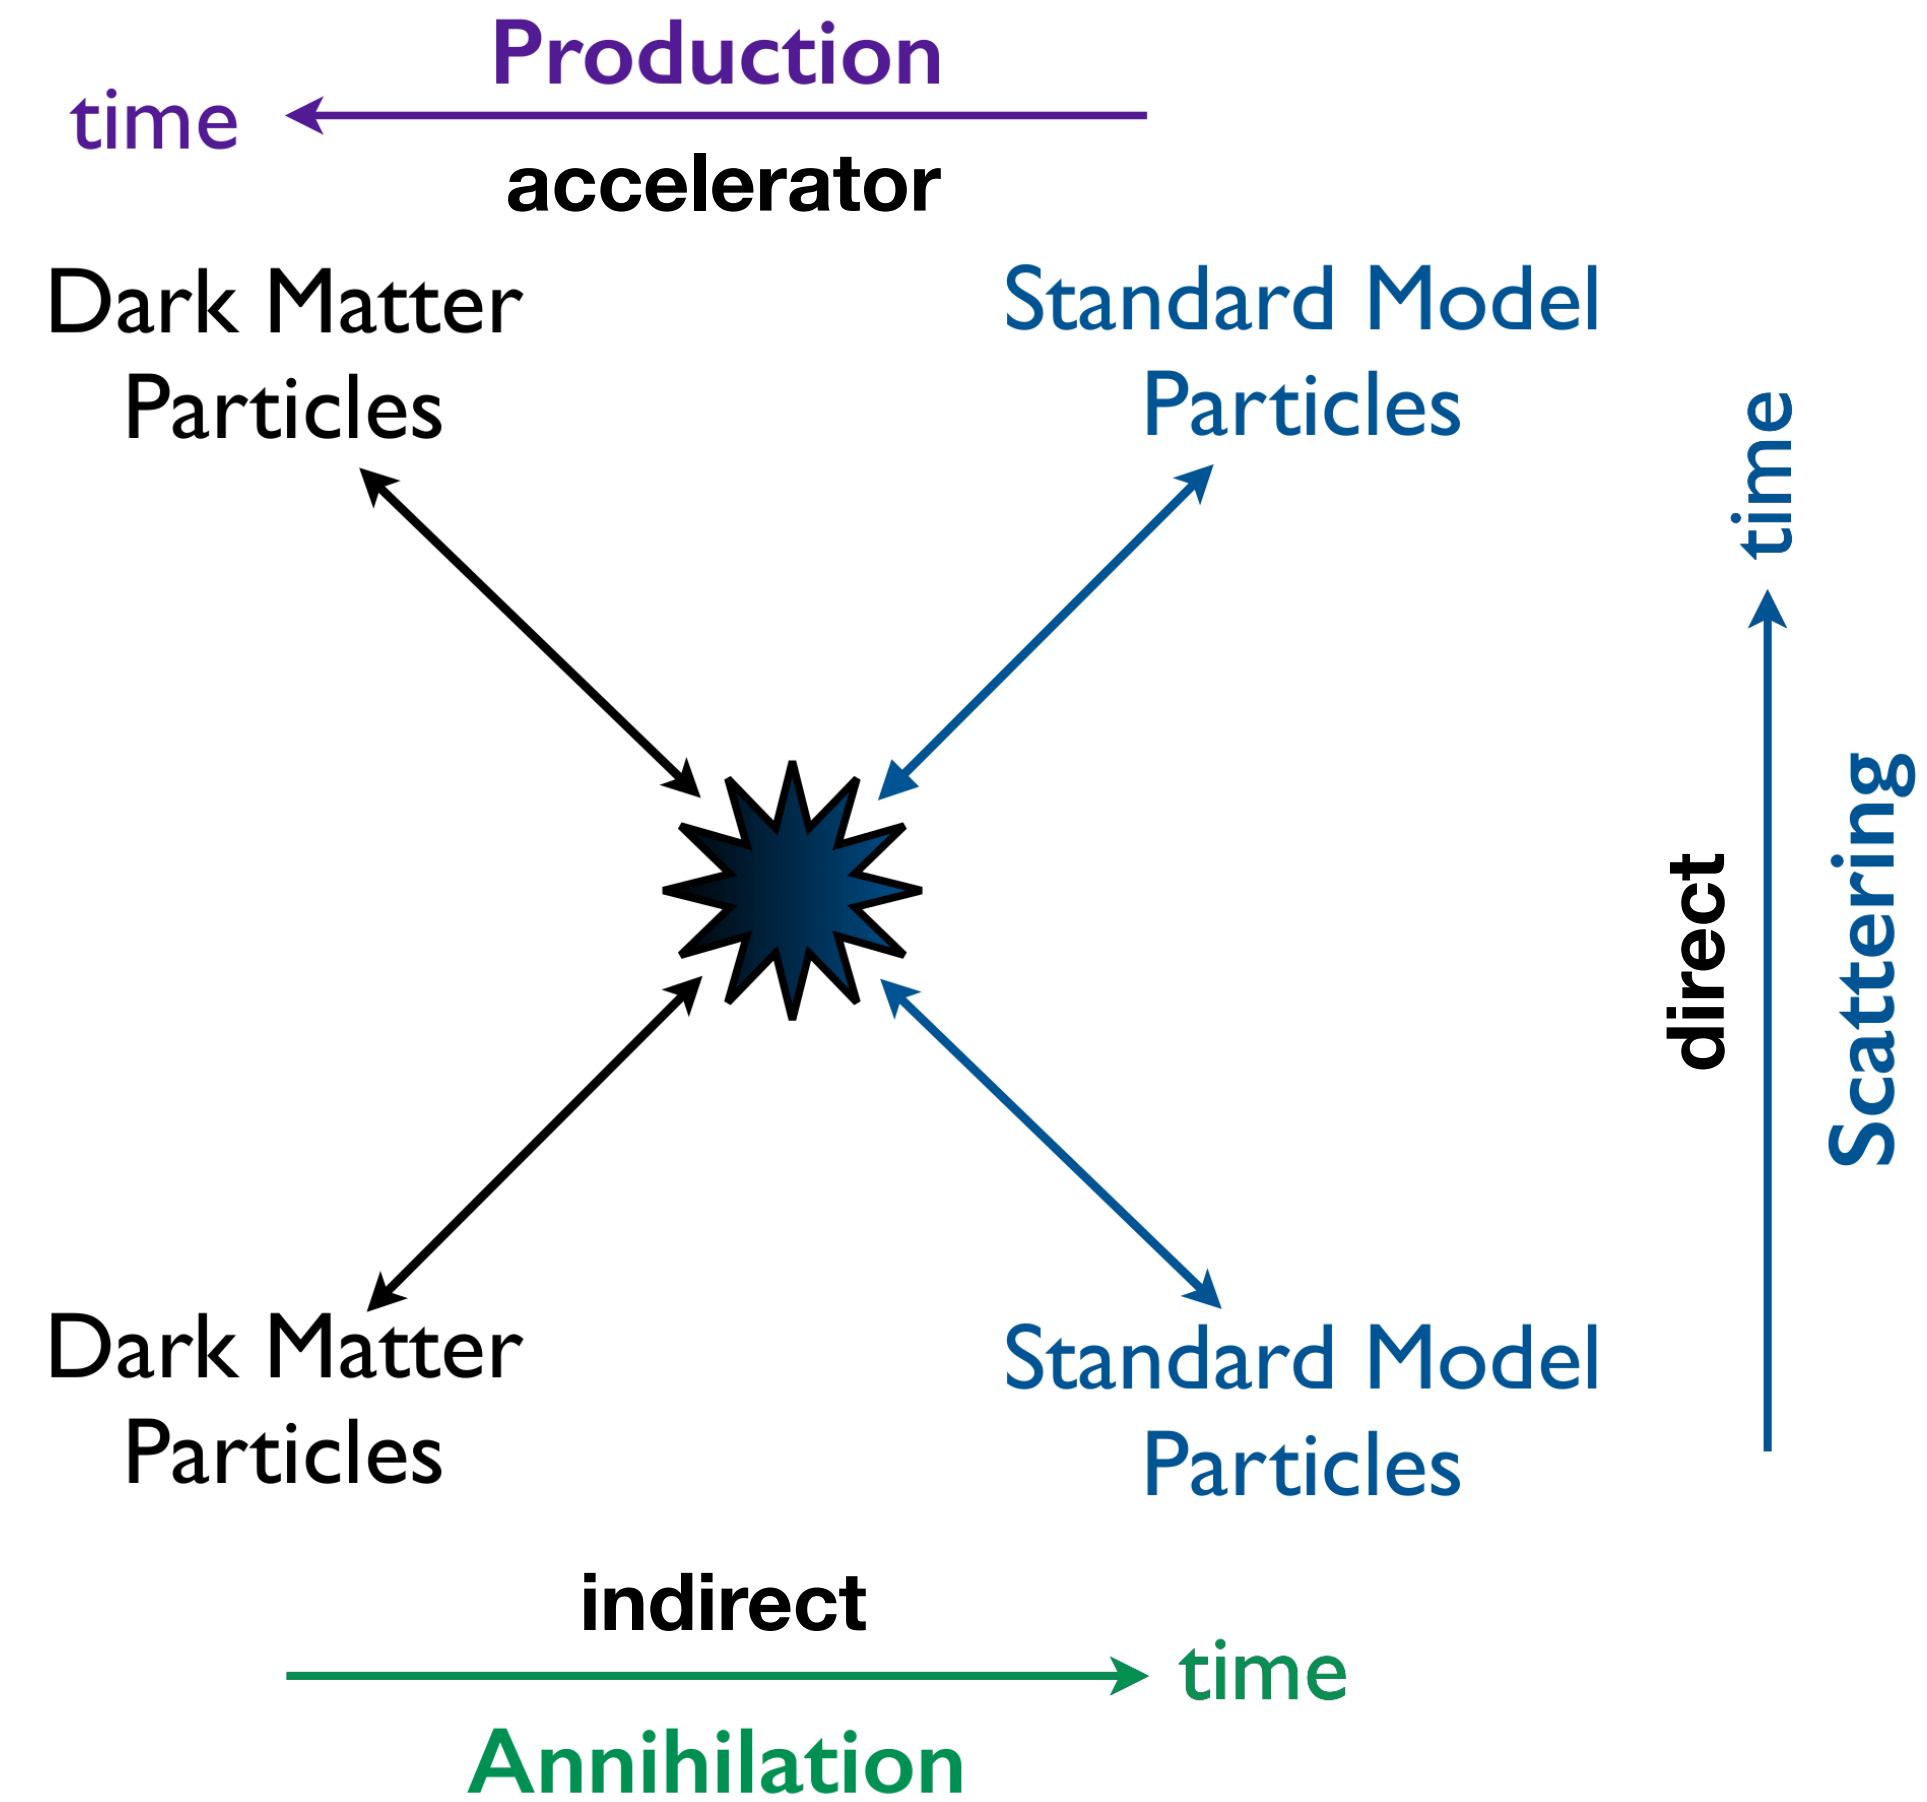 Production
time
accelerator
Dark Matter
Particles
Standard Model
Particles
time
direct
Scattering
Dark Matter
Particles
Standard Model
Particles
indirect
time
Annihilation